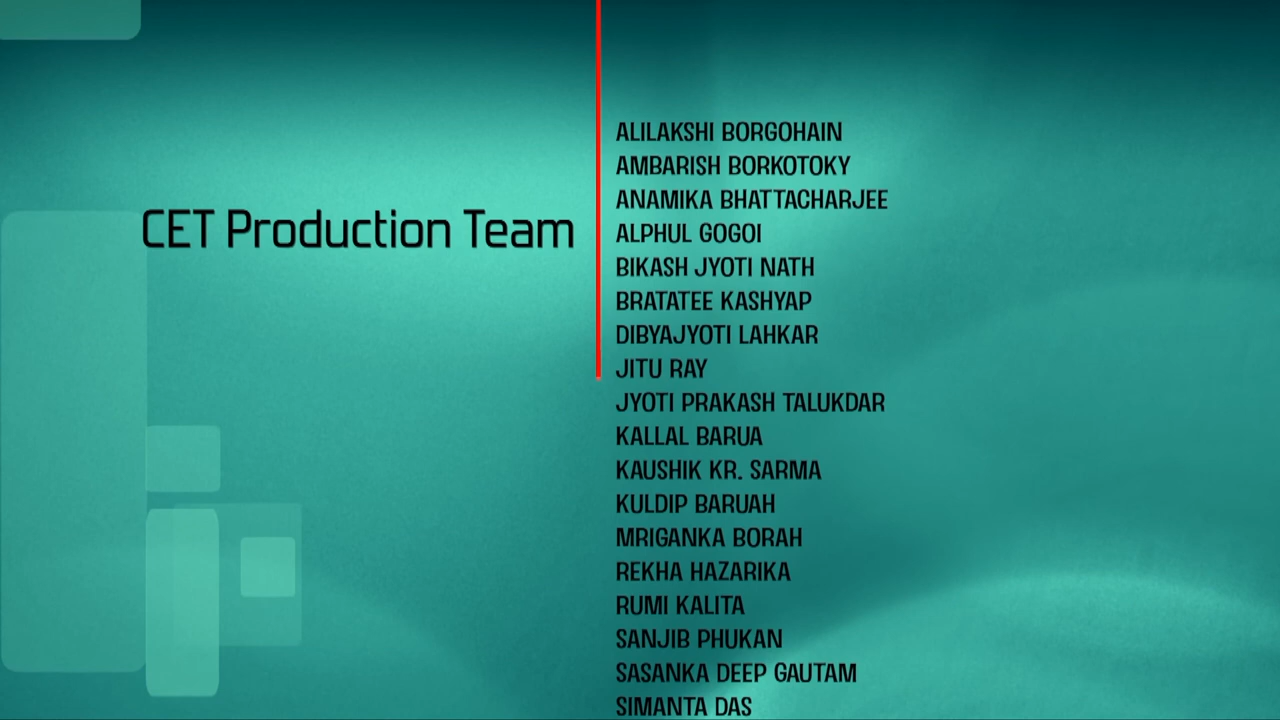 CET Production Team
ALILAKSHI BORGOHAIN
AMBARISH BORKOTOKY
ANAMIKA BHATTACHARJEE
ALPHUL GOGOI
BIKASH JYOTI NATH
BRATATEE KASHYAP
DIBYAJYOTI LAHKAR
JITU RAY
JYOTI PRAKASH TALUKDAR
KALLAL BARUA
KAUSHIK KR. SARMA
KULDIP BARUAH
MRIGANKA BORAH
REKHA HAZARIKA
RUMI KALITA
SANJIB PHUKAN
SASANKA DEEP GAUTAM
SIMANTA DAS